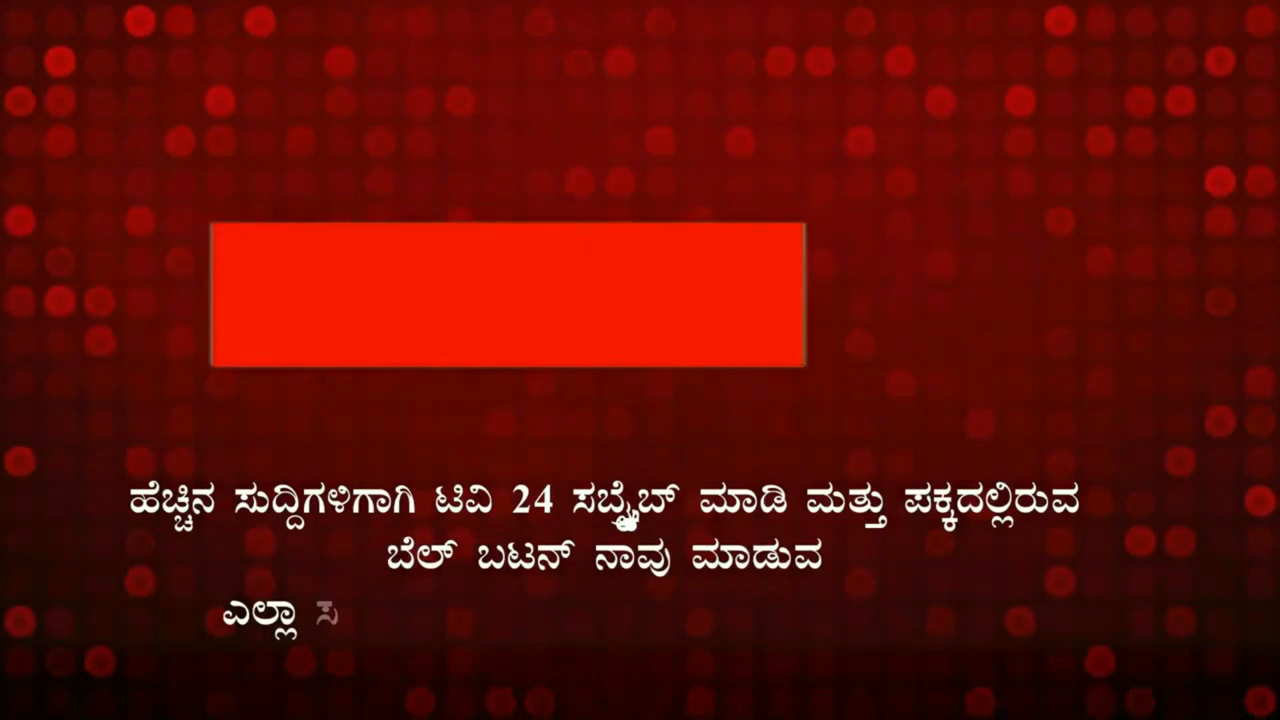 ಹೆಚ್ಚಿನ ಸುದ್ದಿಗಳಿಗಾಗಿ ಟಿವಿ 24 ಸಬ್ಸ್ಕ್ರೈಬ್ ಮಾಡಿ ಮತ್ತು ಪಕ್ಕದಲ್ಲಿರುವ
ಬೆಲ್ ಬಟನ್ ನಾವು ಮಾಡುವ
ಎಲ್ಲಾ ಸ